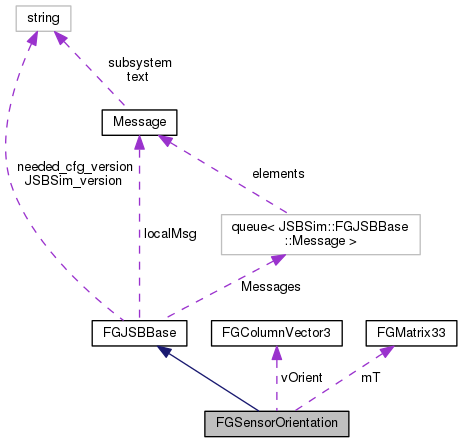 string
subsystem
text
Message
needed_cfg_version
JSBSim_version
elements
queue< JSBSim::FGJSBBase
::Message >
localMsg
Messages
FGJSBBase
FGColumnVector3
FGMatrix33
vOrient
mT
FGSensorOrientation